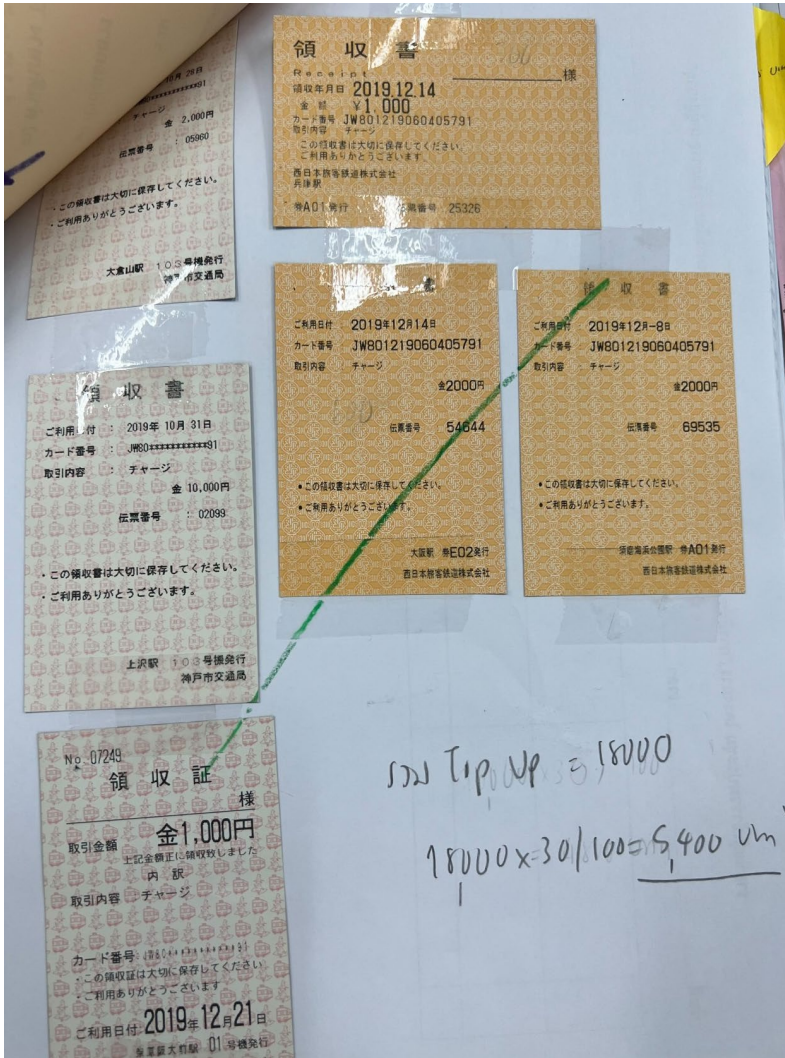 10月28日
**********91
チャージ
金 2,000円
伝票番号 : 05960
・この領収書は大切に保存してください。
・ご利用ありがとうございます。
大倉山駅 103号機発行
神戸市交通局
領収書
Receipt
様
領収年月日 2019.12.14
金額 ¥1,000
カード番号 JW801219060405791
取引内容 チャージ
この領収書は大切に保存してください。
ご利用ありがとうございます。
西日本旅客鉄道株式会社
兵庫駅
券A01発行 票番号 25326
書
ご利用日付 2019年12月14日
カード番号 JW801219060405791
取引内容 チャージ
金2000円
伝票番号 54644
●この領収書は大切に保存してください。
●ご利用ありがとうございます。
大阪駅 券E02発行
西日本旅客鉄道株式会社
領収書
ご利用日付 2019年12月-8日
カード番号 JW801219060405791
取引内容 チャージ
金2000円
伝票番号 69535
●この領収書は大切に保存してください。
●ご利用ありがとうございます。
須磨海浜公園駅 券A01発行
西日本旅客鉄道株式会社
領収書
ご利用日付 : 2019年 10月 31日
カード番号 : JW80***********91
取引内容 : チャージ
金 10,000円
伝票番号 : 02099
・この領収書は大切に保存してください。
・ご利用ありがとうございます。
上沢駅 103号機発行
神戸市交通局
No 07249
領収証
様
取引金額 金1,000円
上記金額正に領収致しました
内訳
取引内容 チャージ
カード番号
・この領収証は大切に保存してください
・ご利用ありがとうございます
ご利用日付 2019年12月21日
01号機発行
รวม Top Up = 18000
18,000x30/100=5,400 บาท